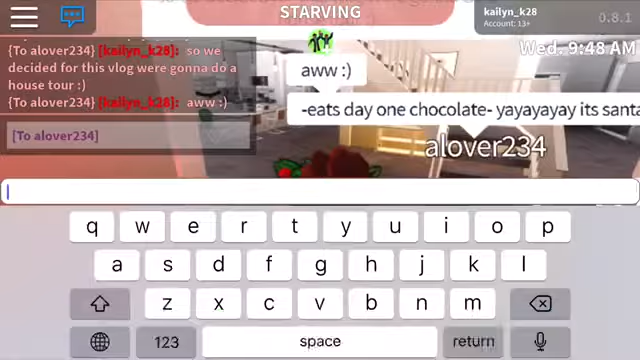 STARVING
kailyn_k28
Account: 13+
0.8.1
Wed. 9:48 AM
{To alover234} [kailyn_k28]: so we
decided for this vlog were gonna do a
house tour :)
{To alover234} [kailyn_k28]: aww :)
[To alover234]
aww :)
-eats day one chocolate- yayayayay its santa
alover234
q w e r t y u i o p
a s d f g h j k l
z x c v b n m
123 space return